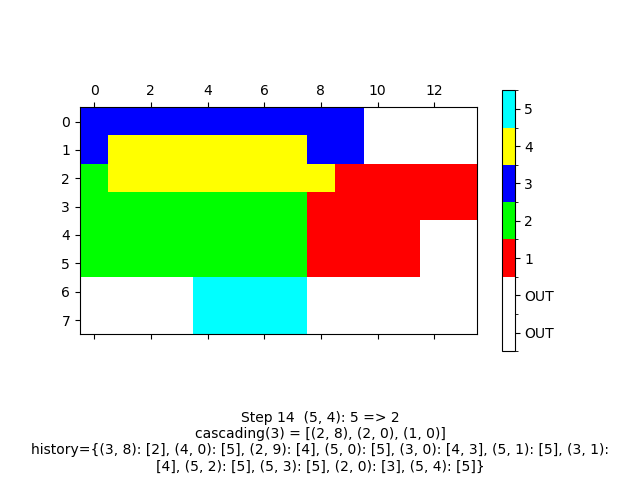 0 2 4 6 8 10 12
0
1
2
3
4
5
6
7
5
4
3
2
1
OUT
OUT
Step 14  (5, 4): 5 => 2
cascading(3) = [(2, 8), (2, 0), (1, 0)]
history={(3, 8): [2], (4, 0): [5], (2, 9): [4], (5, 0): [5], (3, 0): [4, 3], (5, 1): [5], (3, 1):
[4], (5, 2): [5], (5, 3): [5], (2, 0): [3], (5, 4): [5]}